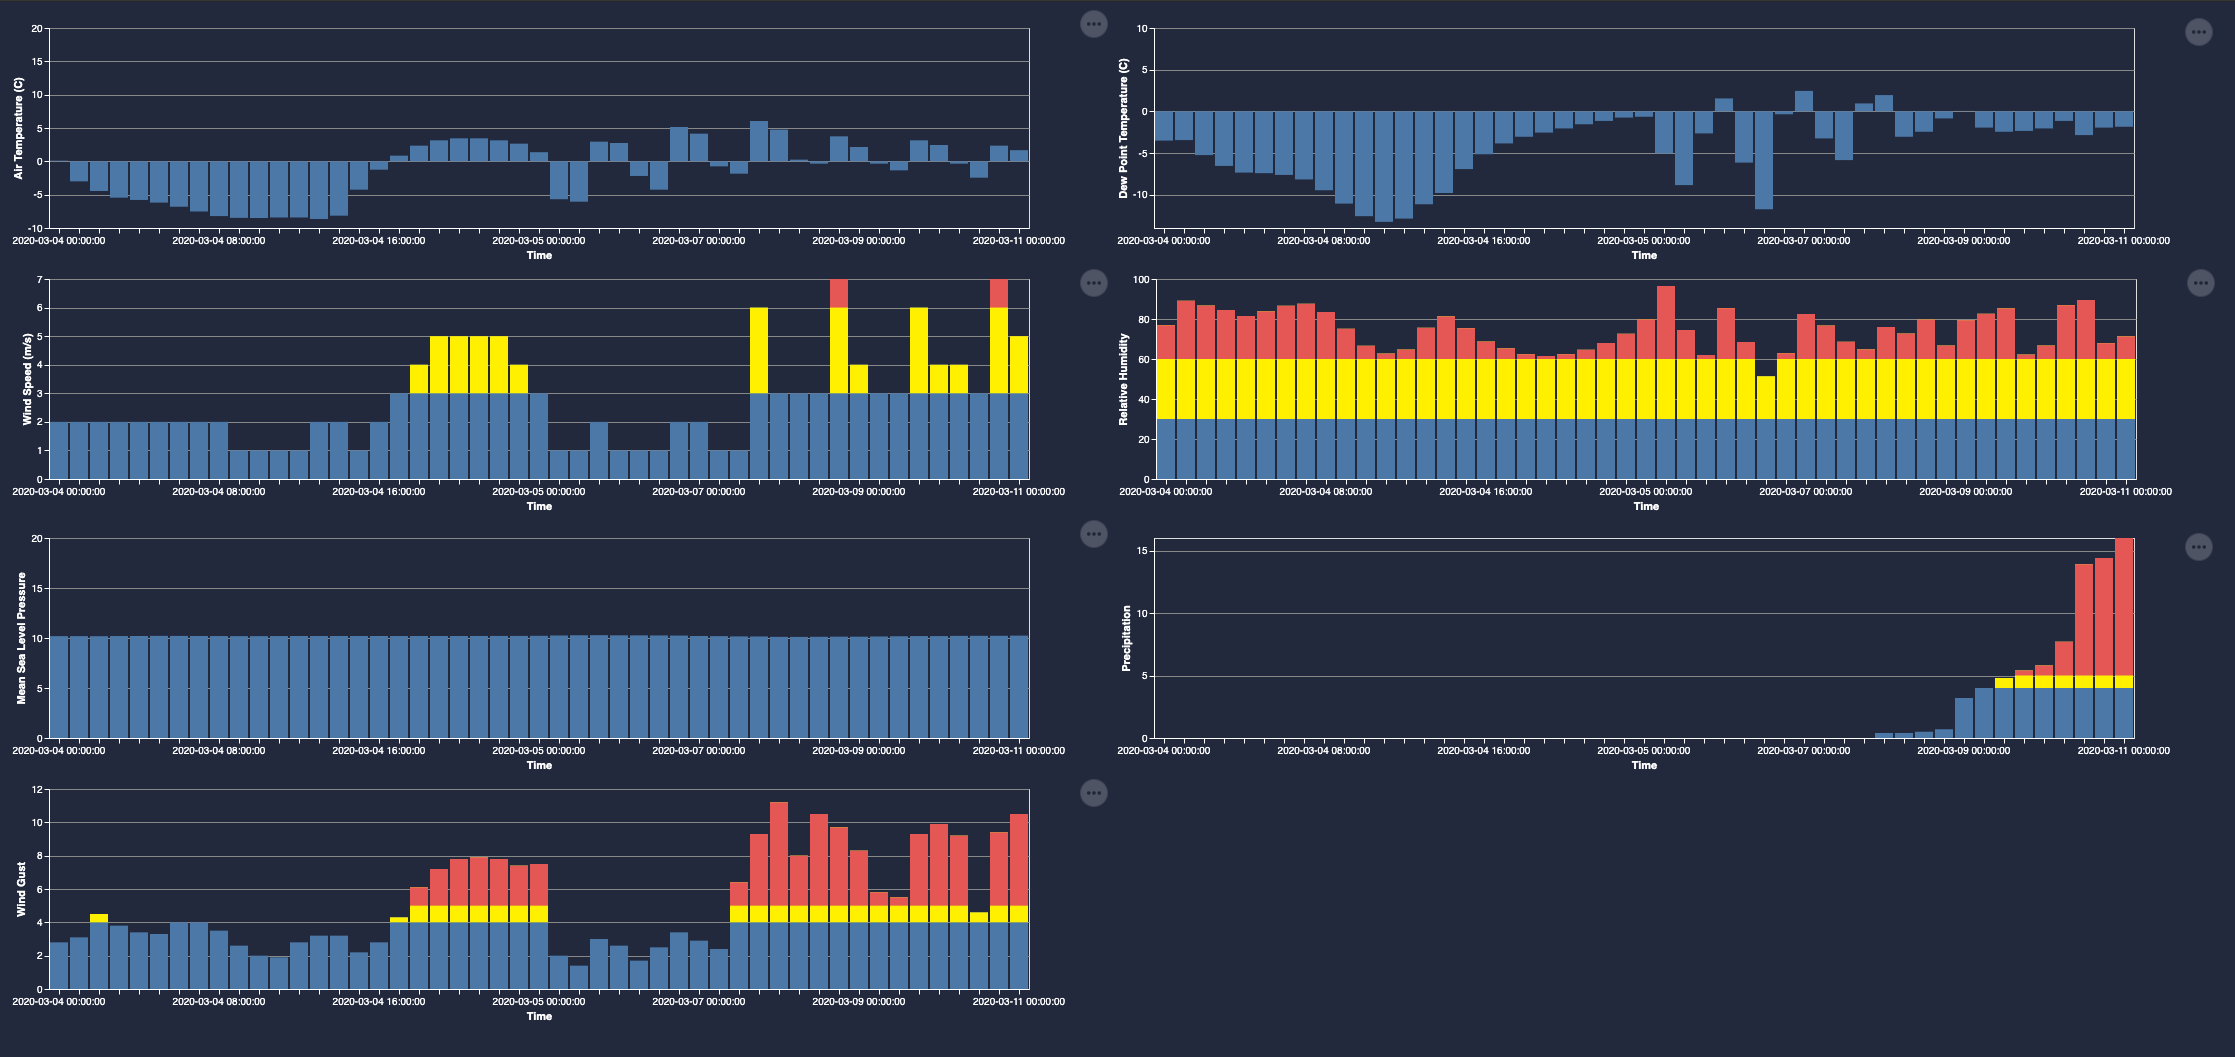 Air Temperature (C)
20
15
10
5
0
-5
-10
2020-03-04 00:00:00 2020-03-04 08:00:00 2020-03-04 16:00:00 2020-03-05 00:00:00 2020-03-07 00:00:00 2020-03-09 00:00:00 2020-03-11 00:00:00
Time
Dew Point Temperature (C)
10
5
0
-5
-10
2020-03-04 00:00:00 2020-03-04 08:00:00 2020-03-04 16:00:00 2020-03-05 00:00:00 2020-03-07 00:00:00 2020-03-09 00:00:00 2020-03-11 00:00:00
Time
Wind Speed (m/s)
7
6
5
4
3
2
1
0
2020-03-04 00:00:00 2020-03-04 08:00:00 2020-03-04 16:00:00 2020-03-05 00:00:00 2020-03-07 00:00:00 2020-03-09 00:00:00 2020-03-11 00:00:00
Time
Relative Humidity
100
80
60
40
20
0
2020-03-04 00:00:00 2020-03-04 08:00:00 2020-03-04 16:00:00 2020-03-05 00:00:00 2020-03-07 00:00:00 2020-03-09 00:00:00 2020-03-11 00:00:00
Time
Mean Sea Level Pressure
20
15
10
5
0
2020-03-04 00:00:00 2020-03-04 08:00:00 2020-03-04 16:00:00 2020-03-05 00:00:00 2020-03-07 00:00:00 2020-03-09 00:00:00 2020-03-11 00:00:00
Time
Precipitation
15
10
5
0
2020-03-04 00:00:00 2020-03-04 08:00:00 2020-03-04 16:00:00 2020-03-05 00:00:00 2020-03-07 00:00:00 2020-03-09 00:00:00 2020-03-11 00:00:00
Time
Wind Gust
12
10
8
6
4
2
0
2020-03-04 00:00:00 2020-03-04 08:00:00 2020-03-04 16:00:00 2020-03-05 00:00:00 2020-03-07 00:00:00 2020-03-09 00:00:00 2020-03-11 00:00:00
Time